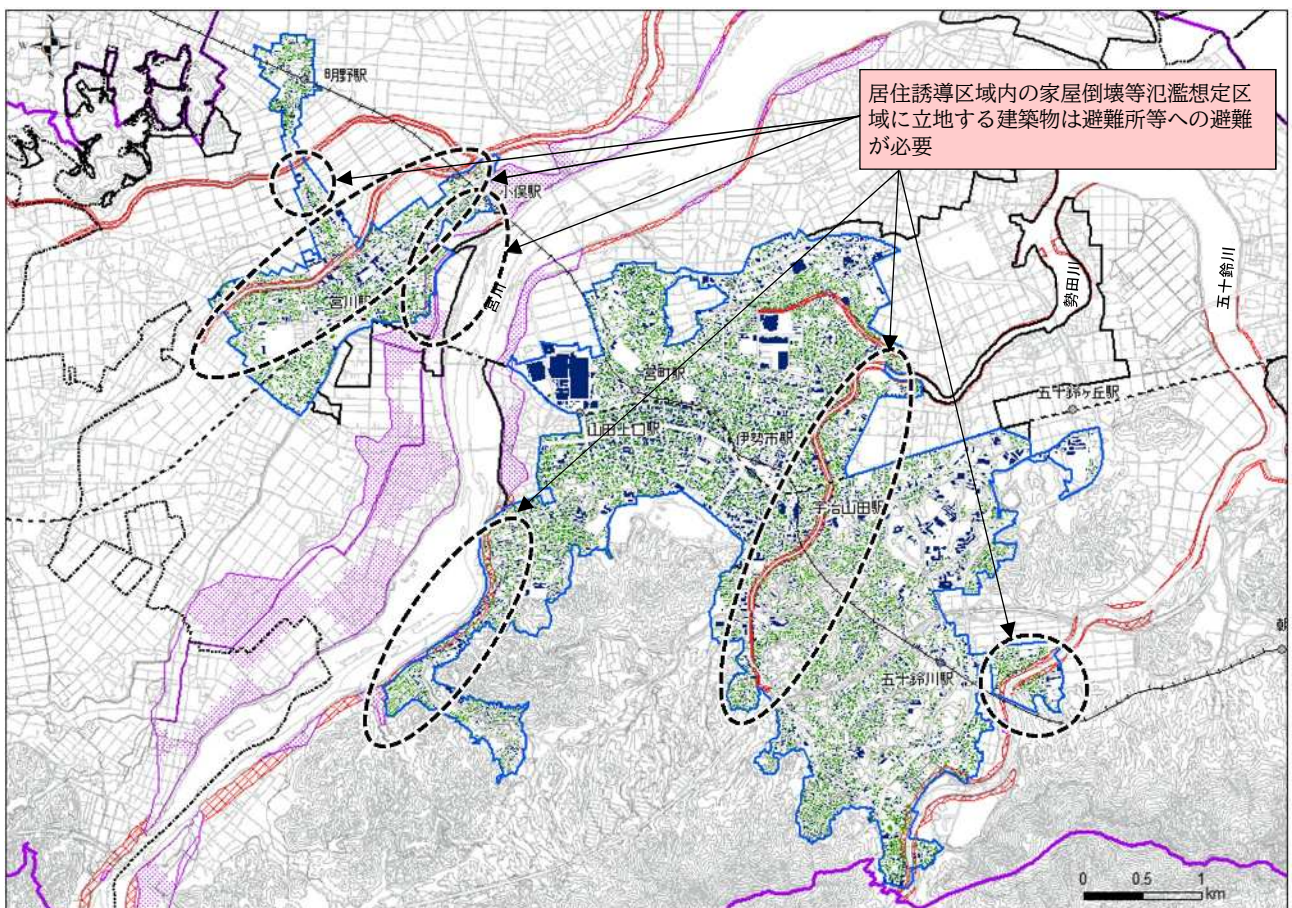 W E
明野駅
居住誘導区域内の家屋倒壊等氾濫想定区
域に立地する建築物は避難所等への避難
が必要
小俣駅
宮川駅
宮川
勢田川
五十鈴川
宮町駅
五十鈴ヶ丘駅
山田上口駅
伊勢市駅
宇治山田駅
五十鈴川駅
朝
0 0.5 1
km